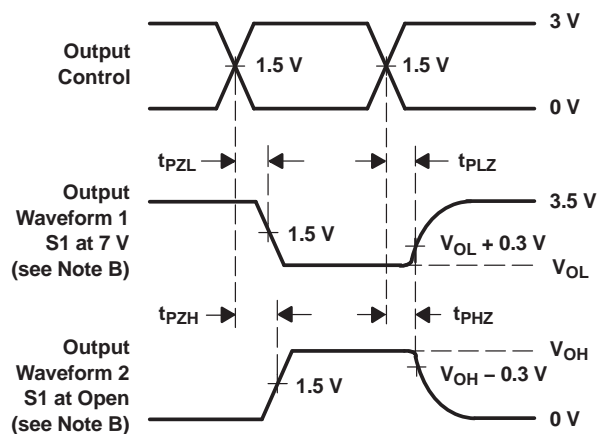 3 V
Output
Control
1.5 V
1.5 V
0 V
tPZL
tPLZ
Output
Waveform 1
S1 at 7 V
(see Note B)
3.5 V
1.5 V
VOL + 0.3 V
VOL
tPZH
tPHZ
Output
Waveform 2
S1 at Open
(see Note B)
VOH
VOH – 0.3 V
1.5 V
0 V